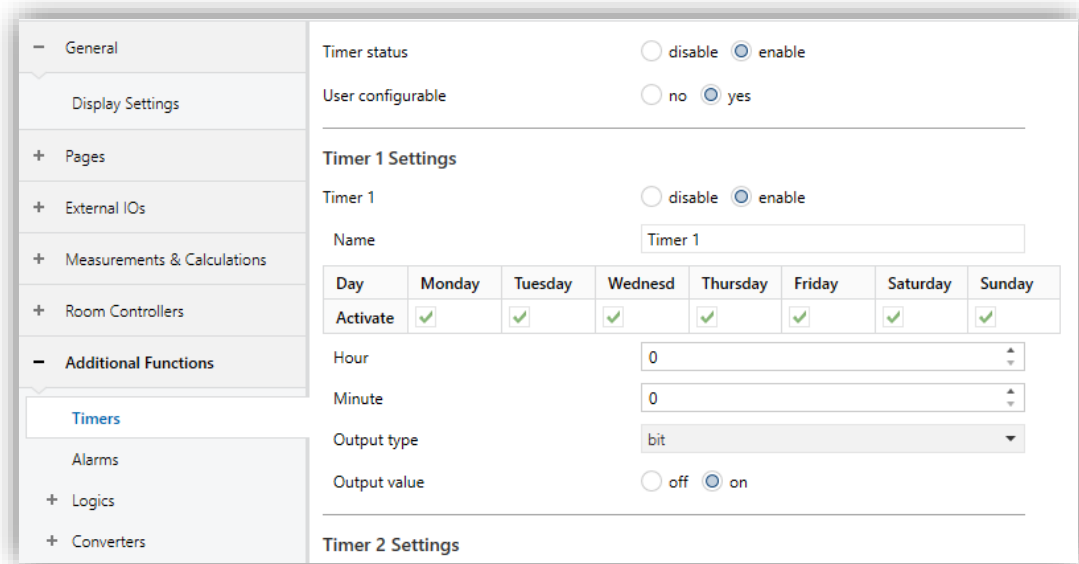 General
Display Settings
Pages
External IOs
Measurements & Calculations
Room Controllers
Additional Functions
Timers
Alarms
Logics
Converters
Timer status disable enable
User configurable no yes
Timer 1 Settings
Timer 1 disable enable
Name Timer 1
Day Monday Tuesday Wednesd Thursday Friday Saturday Sunday
Activate
Hour 0
Minute 0
Output type bit
Output value off on
Timer 2 Settings